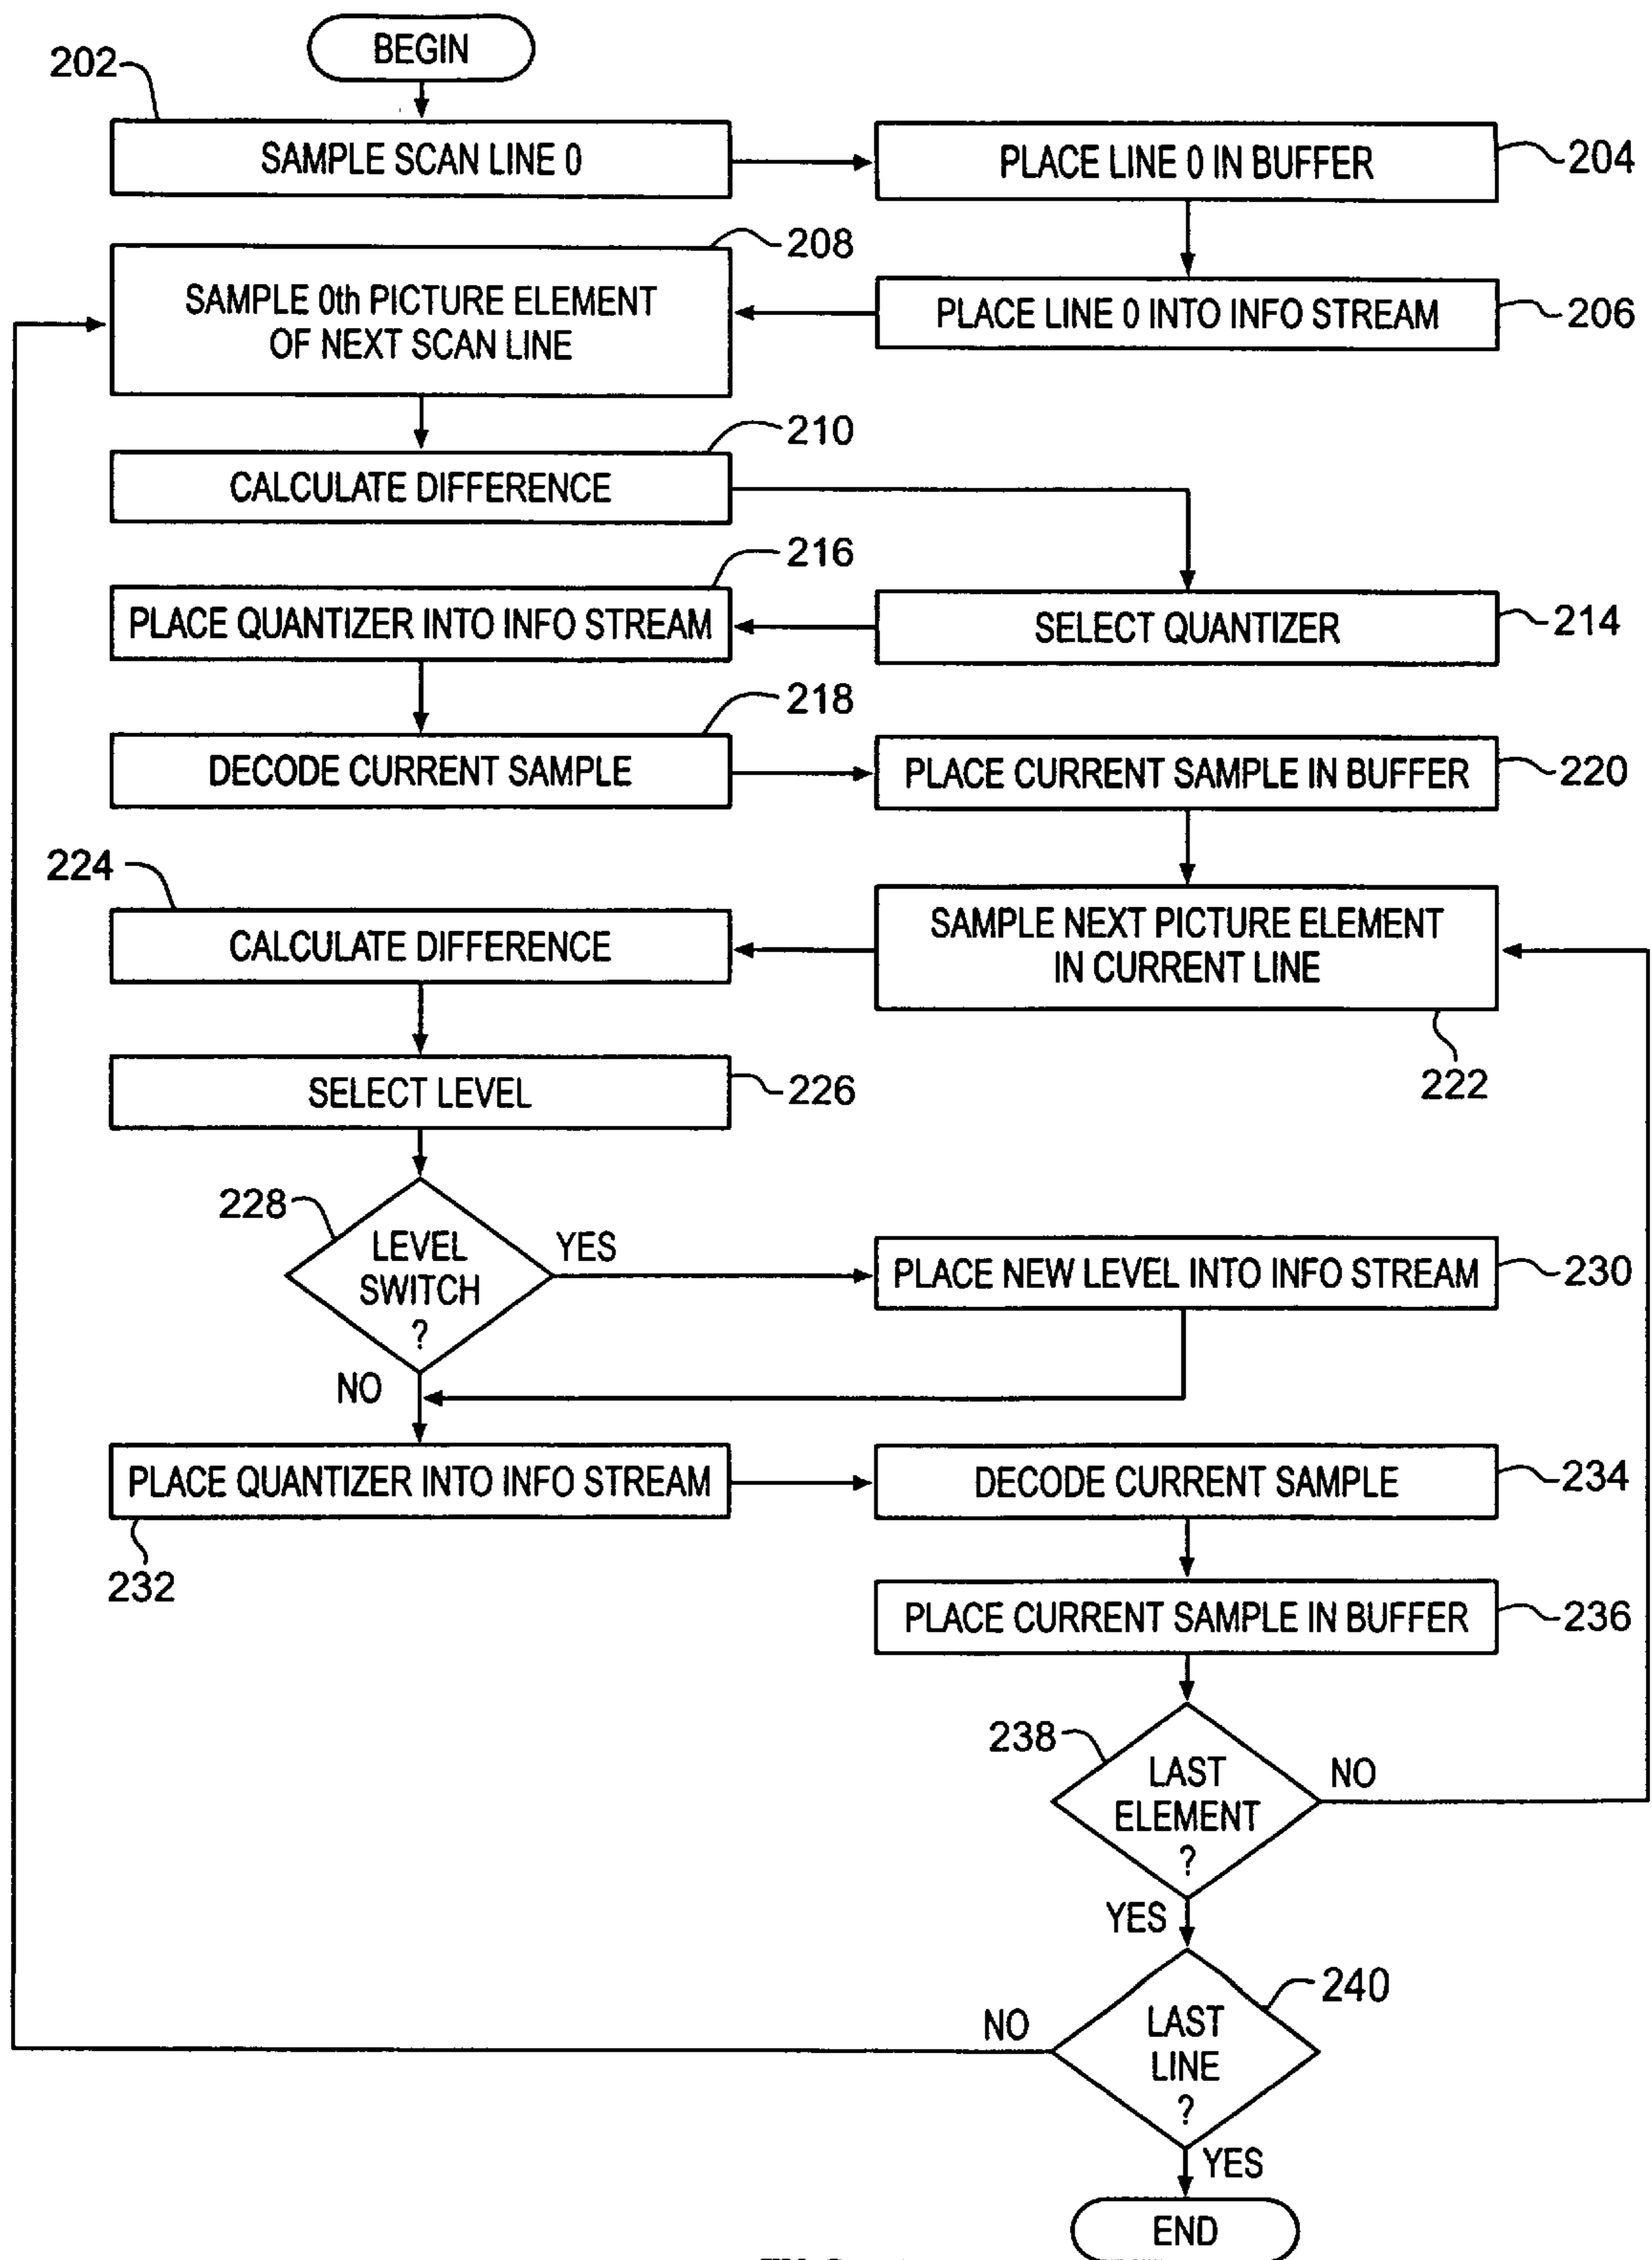 BEGIN
202
SAMPLE SCAN LINE 0
PLACE LINE 0 IN BUFFER
204
208
SAMPLE 0th PICTURE ELEMENT
OF NEXT SCAN LINE
PLACE LINE 0 INTO INFO STREAM
206
210
CALCULATE DIFFERENCE
216
PLACE QUANTIZER INTO INFO STREAM
SELECT QUANTIZER
214
218
DECODE CURRENT SAMPLE
PLACE CURRENT SAMPLE IN BUFFER
220
224
CALCULATE DIFFERENCE
SAMPLE NEXT PICTURE ELEMENT
IN CURRENT LINE
222
SELECT LEVEL
226
228
LEVEL
SWITCH
?
YES
NO
PLACE NEW LEVEL INTO INFO STREAM
230
PLACE QUANTIZER INTO INFO STREAM
232
DECODE CURRENT SAMPLE
234
PLACE CURRENT SAMPLE IN BUFFER
236
238
LAST
ELEMENT
?
NO
YES
240
LAST
LINE
?
NO
YES
END